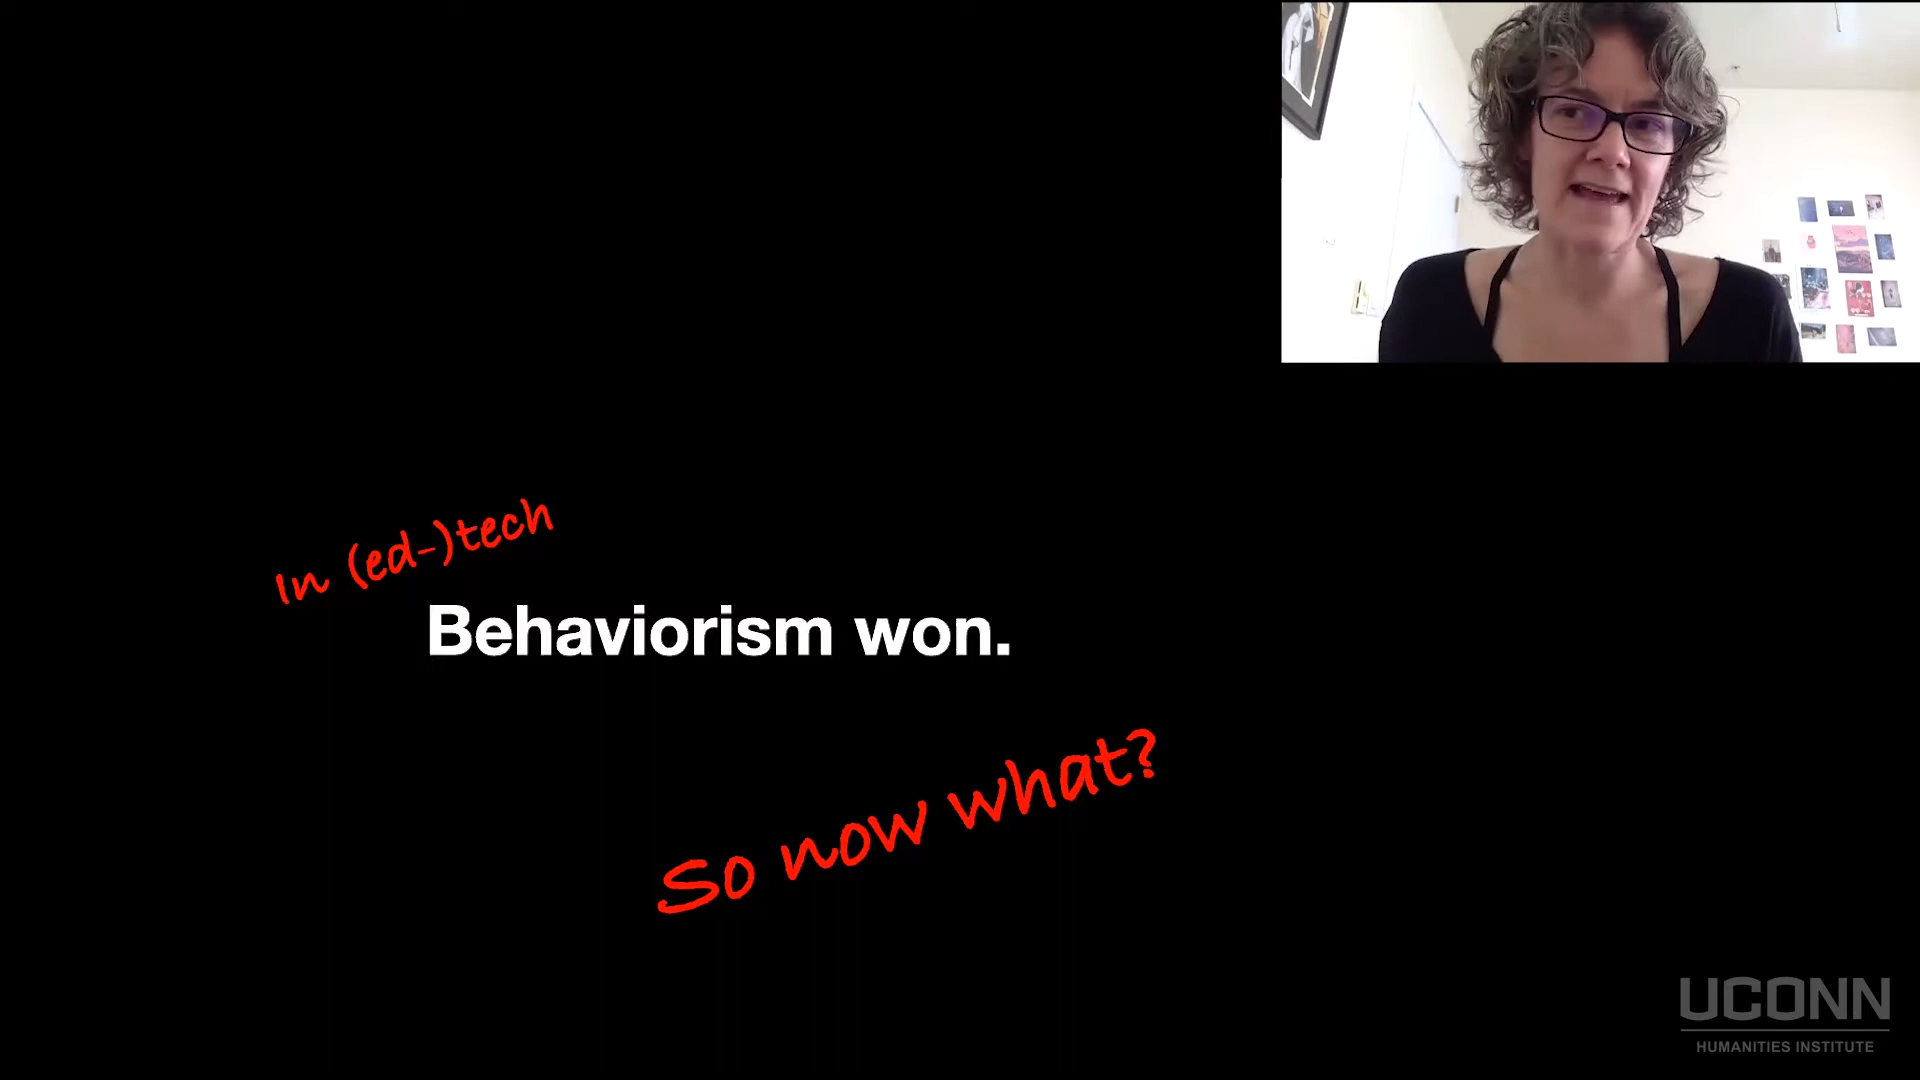 In (ed-)tech
Behaviorism won.
So now what?
UCONN
HUMANITIES INSTITUTE